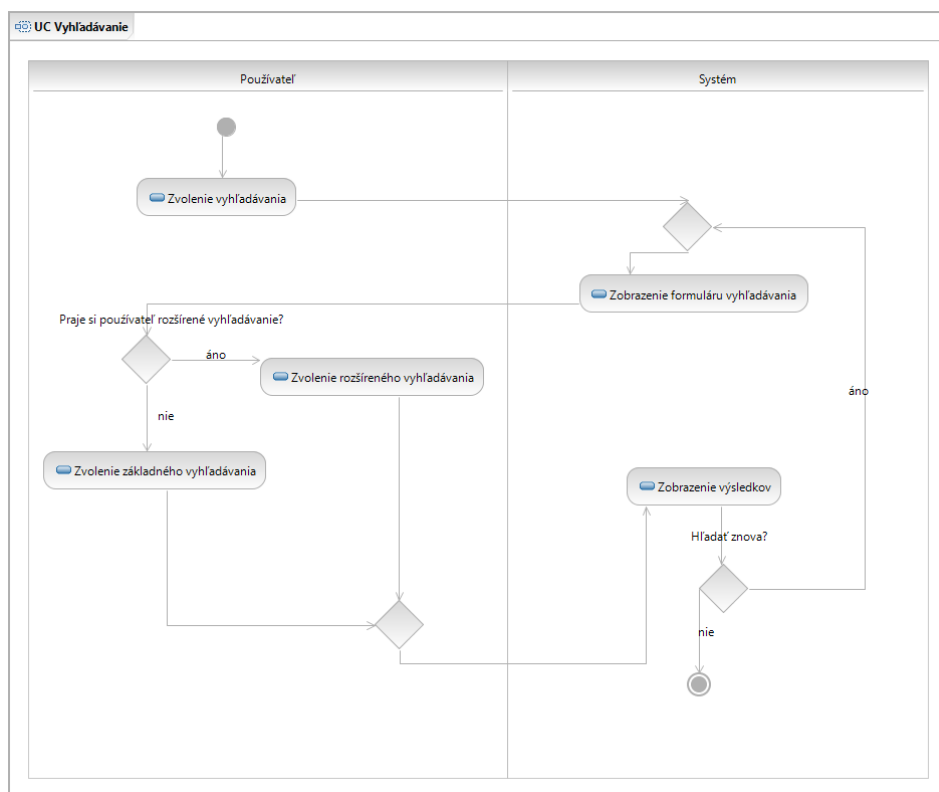 UC Vyhľadávanie
Používateľ
Systém
Zvolenie vyhľadávania
Zobrazenie formuláru vyhľadávania
Praje si používateľ rozšírené vyhľadávanie?
áno
Zvolenie rozšíreného vyhľadávania
áno
nie
Zvolenie základného vyhľadávania
Zobrazenie výsledkov
Hľadať znova?
nie